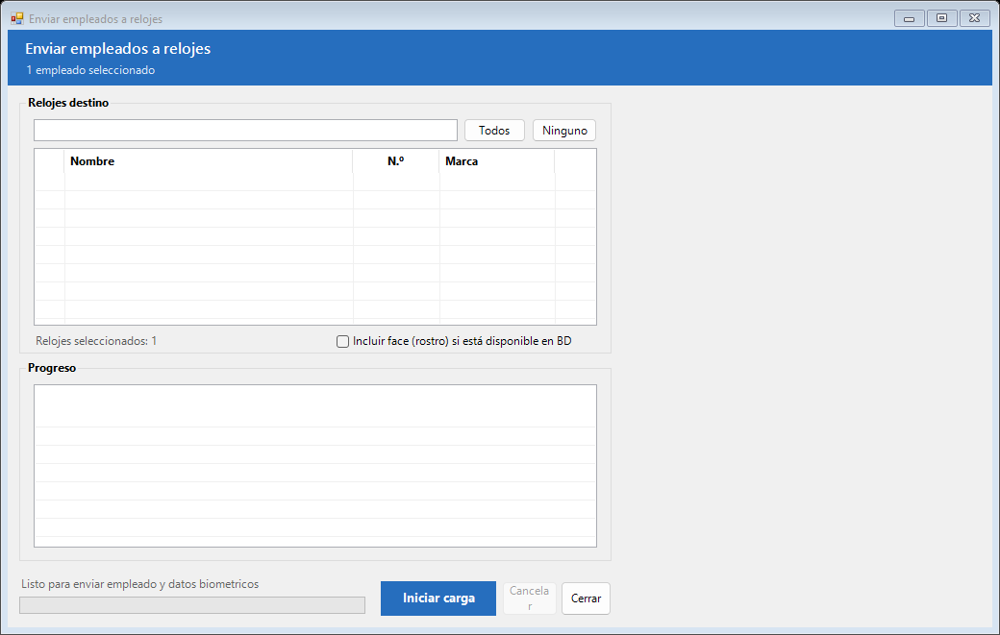 Enviar empleados a relojes
Enviar empleados a relojes
1 empleado seleccionado
Relojes destino
Todos
Ninguno
Nombre
N.º
Marca
Relojes seleccionados: 1
Incluir face (rostro) si está disponible en BD
Progreso
Listo para enviar empleado y datos biometricos
Iniciar carga
Cancela
r
Cerrar